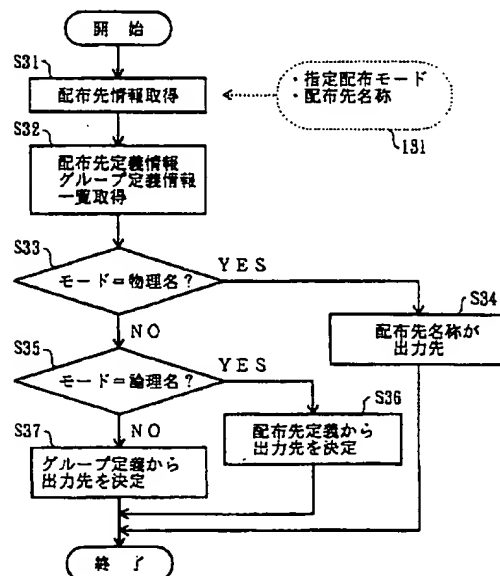 開 始
S31
配布先情報取得
・指定配布モード
・配布先名称
131
S32
配布先定義情報
グループ定義情報
一覧取得
S33
モード=物理名?
YES
NO
S34
配布先名称が
出力先
S35
モード=論理名?
YES
NO
S36
配布先定義から
出力先を決定
S37
グループ定義から
出力先を決定
終 了